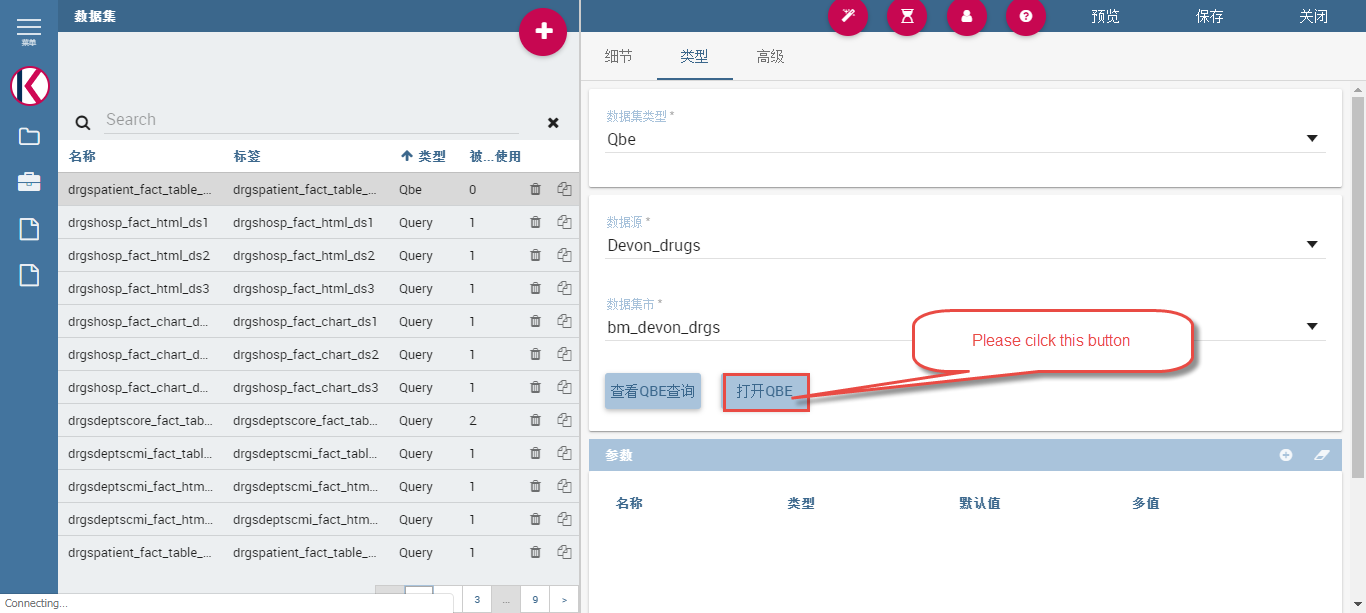 菜单
数据集
Search
名称 标签 类型 被...使用
drgspatient_fact_table_... drgspatient_fact_table_... Qbe 0
drgshosp_fact_html_ds1 drgshosp_fact_html_ds1 Query 1
drgshosp_fact_html_ds2 drgshosp_fact_html_ds2 Query 1
drgshosp_fact_html_ds3 drgshosp_fact_html_ds3 Query 1
drgshosp_fact_chart_d... drgshosp_fact_chart_ds1 Query 1
drgshosp_fact_chart_d... drgshosp_fact_chart_ds2 Query 1
drgshosp_fact_chart_d... drgshosp_fact_chart_ds3 Query 1
drgsdeptscore_fact_tab... drgsdeptscore_fact_tab... Query 2
drgsdeptscmi_fact_tabl... drgsdeptscmi_fact_tabl... Query 1
drgsdeptscmi_fact_htm... drgsdeptscmi_fact_htm... Query 1
drgsdeptscmi_fact_htm... drgsdeptscmi_fact_htm... Query 1
drgspatient_fact_table_... drgspatient_fact_table_... Query 1
3 ... 9 >
Connecting...
预览 保存 关闭
细节 类型 高级
数据集类型 *
Qbe
数据源 *
Devon_drugs
数据集市 *
bm_devon_drgs
Please cilck this button
查看QBE查询 打开QBE
参数
名称 类型 默认值 多值